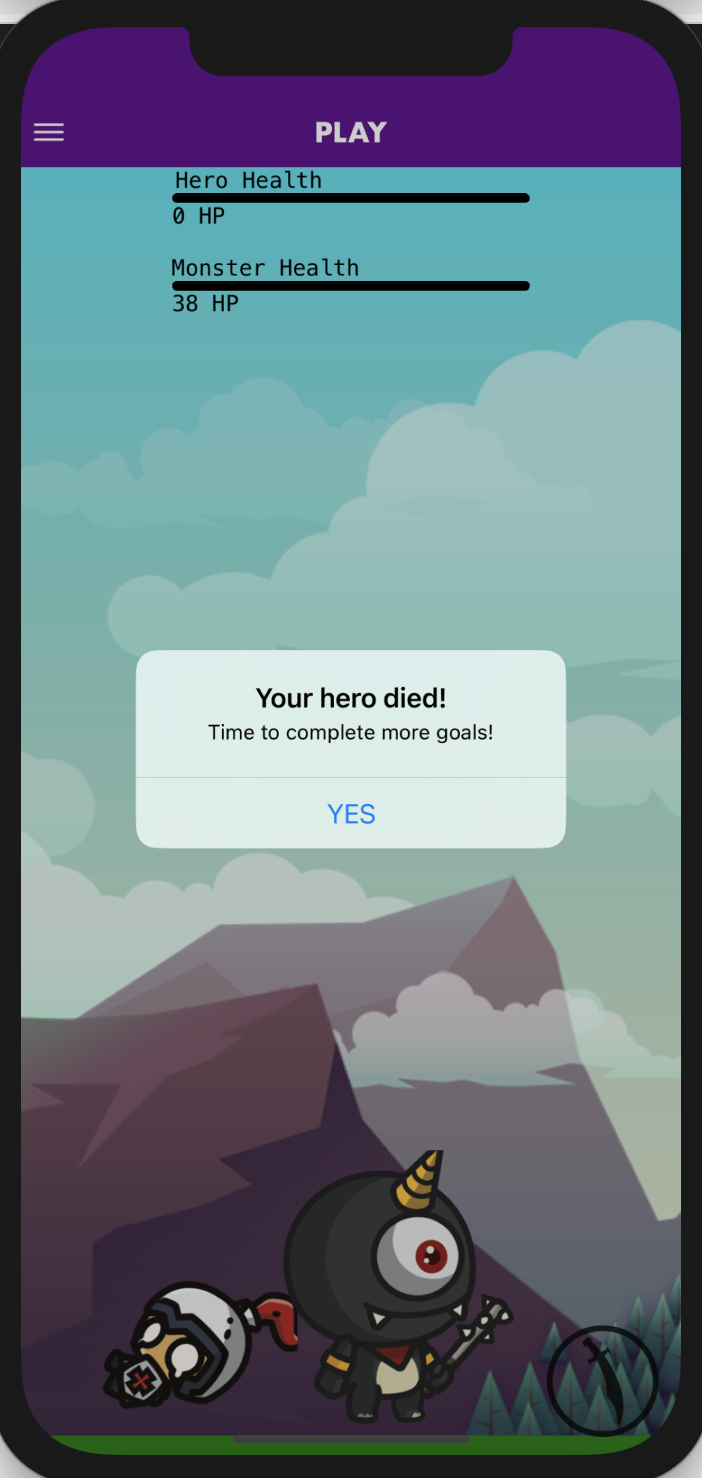 PLAY
Hero Health
0 HP
Monster Health
38 HP
Your hero died!
Time to complete more goals!
YES